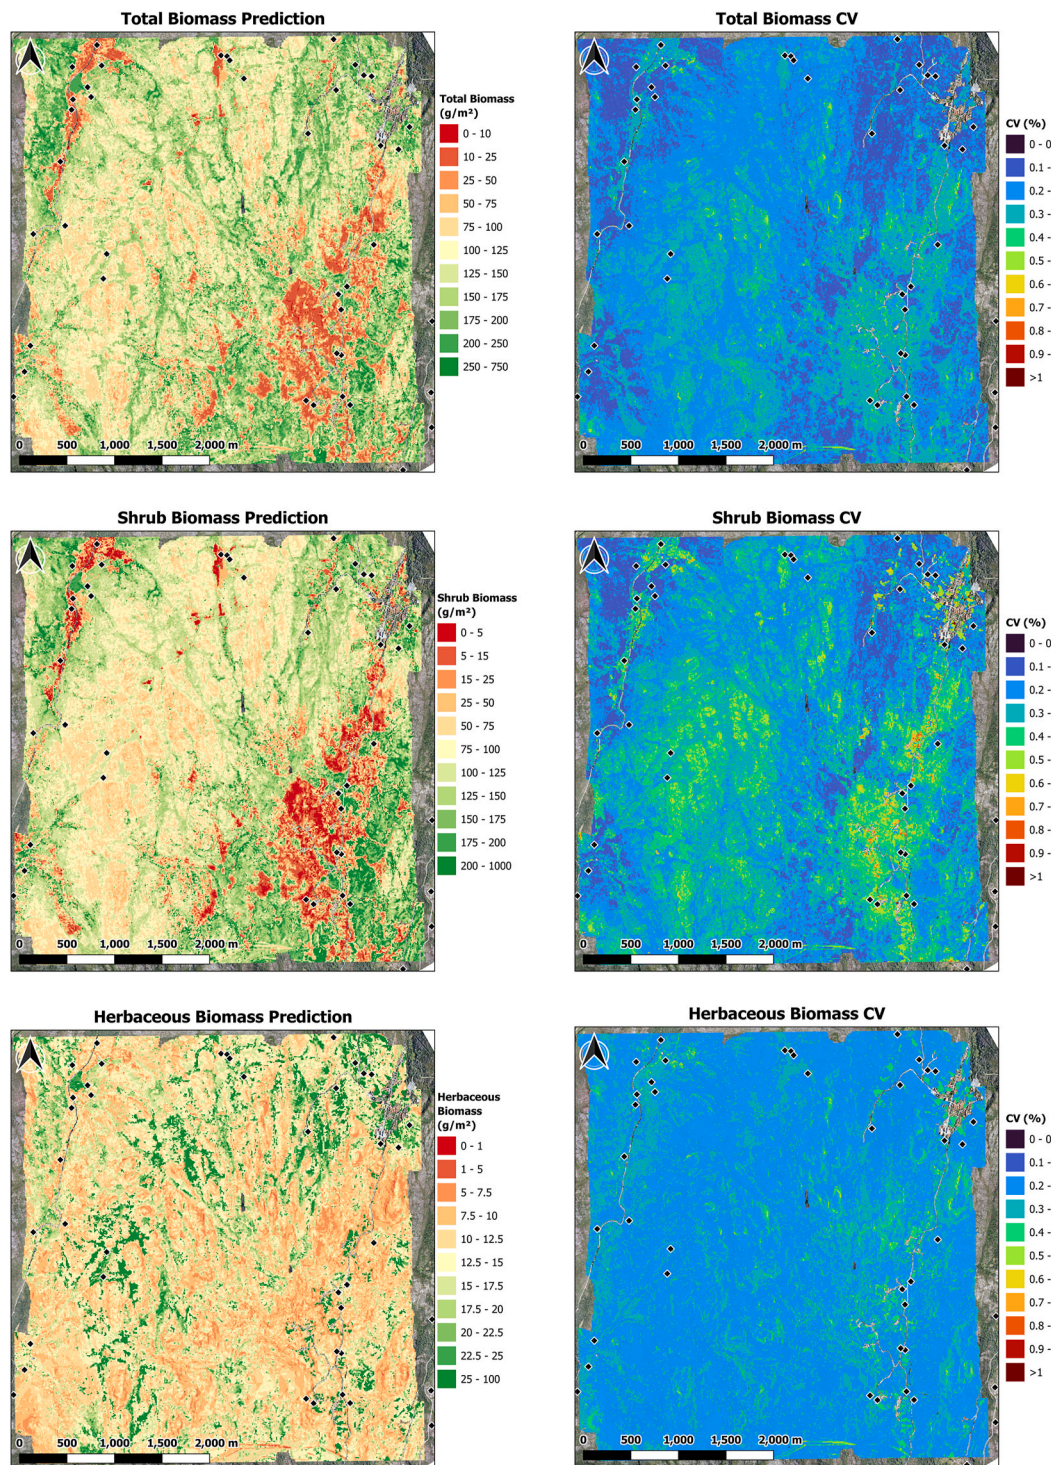 Total Biomass Prediction
Total Biomass
(g/m²)
0 - 10
10 - 25
25 - 50
50 - 75
75 - 100
100 - 125
125 - 150
150 - 175
175 - 200
200 - 250
250 - 750
0 500 1,000 1,500 2,000 m
Total Biomass CV
CV (%)
0 - 0
0.1 -
0.2 -
0.3 -
0.4 -
0.5 -
0.6 -
0.7 -
0.8 -
0.9 -
>1
0 500 1,000 1,500 2,000 m
Shrub Biomass Prediction
Shrub Biomass
(g/m²)
0 - 5
5 - 15
15 - 25
25 - 50
50 - 75
75 - 100
100 - 125
125 - 150
150 - 175
175 - 200
200 - 1000
0 500 1,000 1,500 2,000 m
Shrub Biomass CV
CV (%)
0 - 0
0.1 -
0.2 -
0.3 -
0.4 -
0.5 -
0.6 -
0.7 -
0.8 -
0.9 -
>1
0 500 1,000 1,500 2,000 m
Herbaceous Biomass Prediction
Herbaceous
Biomass
(g/m²)
0 - 1
1 - 5
5 - 7.5
7.5 - 10
10 - 12.5
12.5 - 15
15 - 17.5
17.5 - 20
20 - 22.5
22.5 - 25
25 - 100
0 500 1,000 1,500 2,000 m
Herbaceous Biomass CV
CV (%)
0 - 0
0.1 -
0.2 -
0.3 -
0.4 -
0.5 -
0.6 -
0.7 -
0.8 -
0.9 -
>1
0 500 1,000 1,500 2,000 m